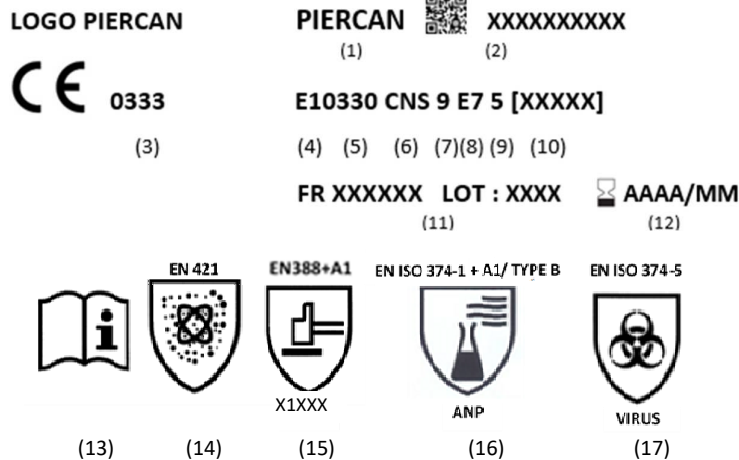 LOGO PIERCAN PIERCAN XXXXXXXXXX
(1) (2)
CE 0333 E10330 CNS 9 E7 5 [XXXXX]
(3) (4) (5) (6) (7)(8) (9) (10)
FR XXXXXX LOT : XXXX AAAA/MM
(11) (12)
EN 421 EN388+A1 EN ISO 374-1 + A1/ TYPE B EN ISO 374-5
i
X1XXX ANP VIRUS
(13) (14) (15) (16) (17)